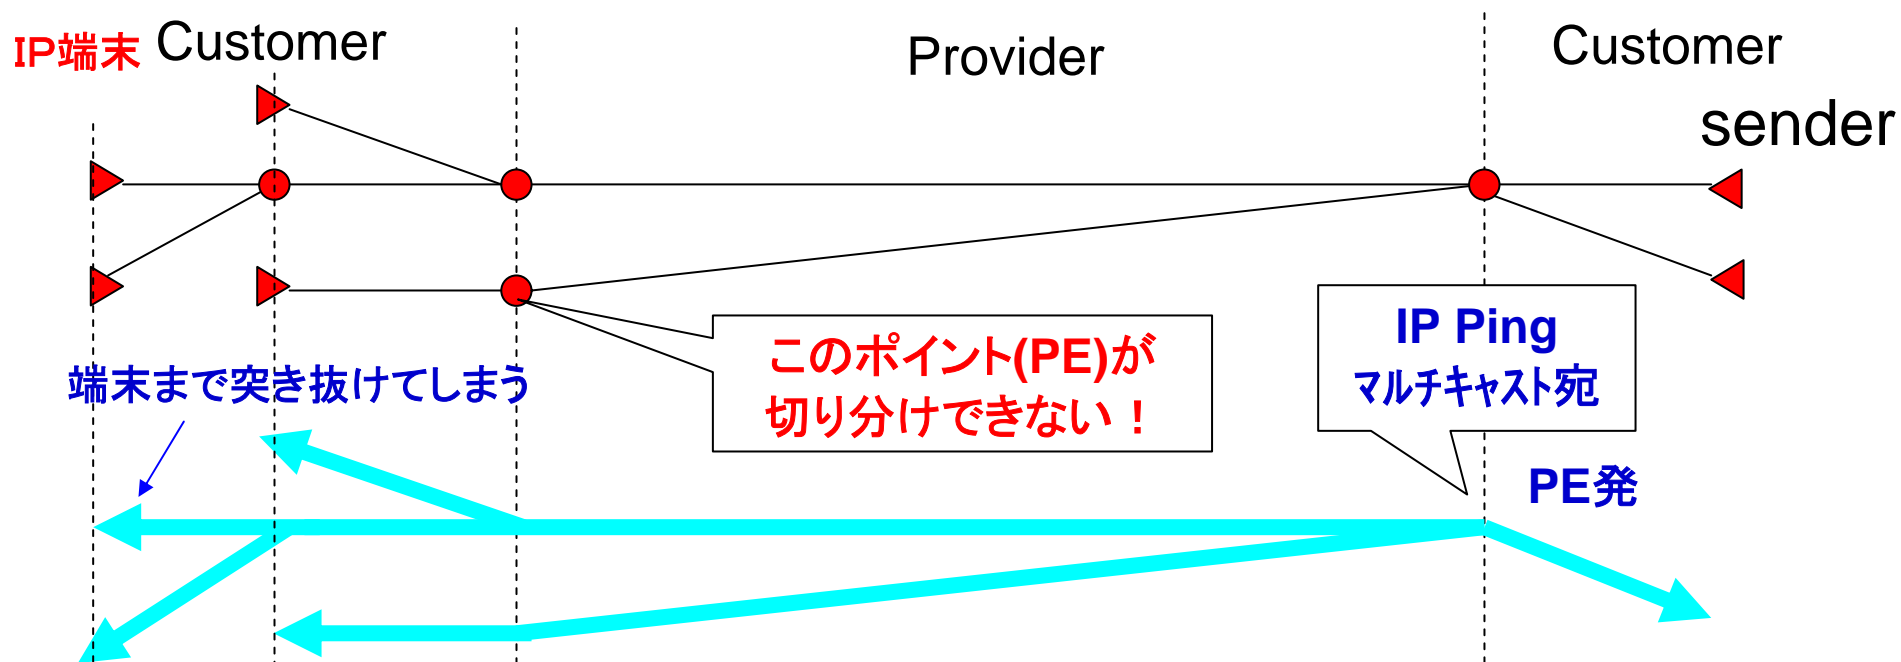 IP端末 Customer
Provider
Customer
sender
IP Ping
マルチキャスト宛
このポイント(PE)が
切り分けできない！
端末まで突き抜けてしまう
PE発